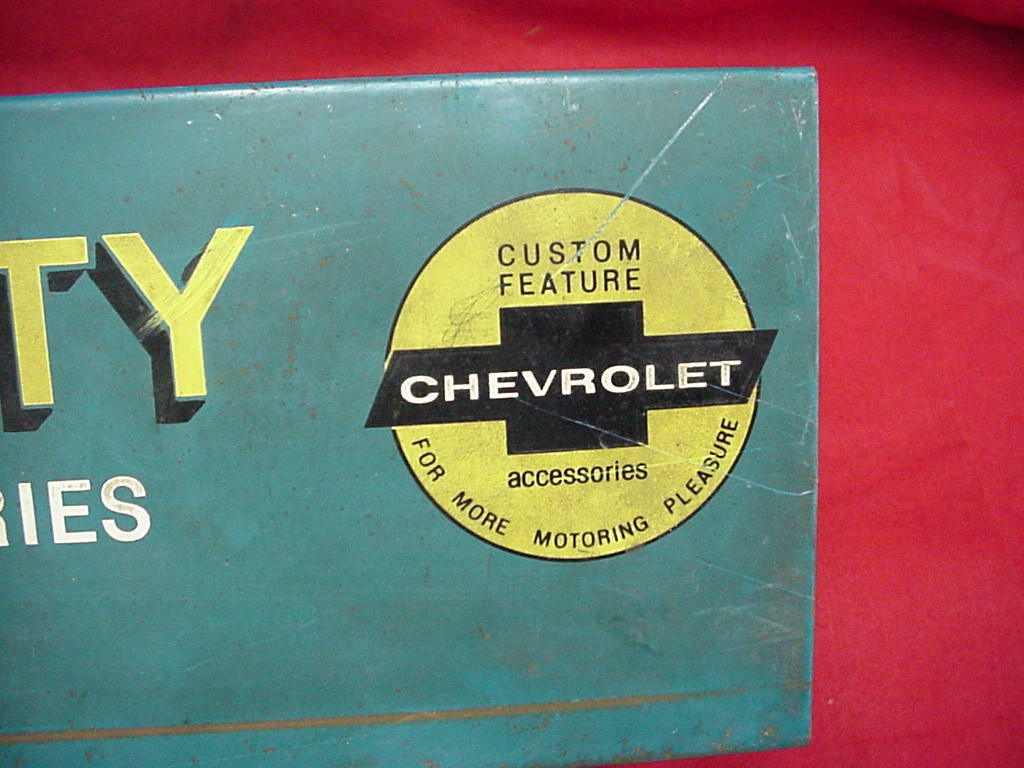 TY
RIES
CUSTOM
FEATURE
CHEVROLET
accessories
FOR MORE MOTORING PLEASURE